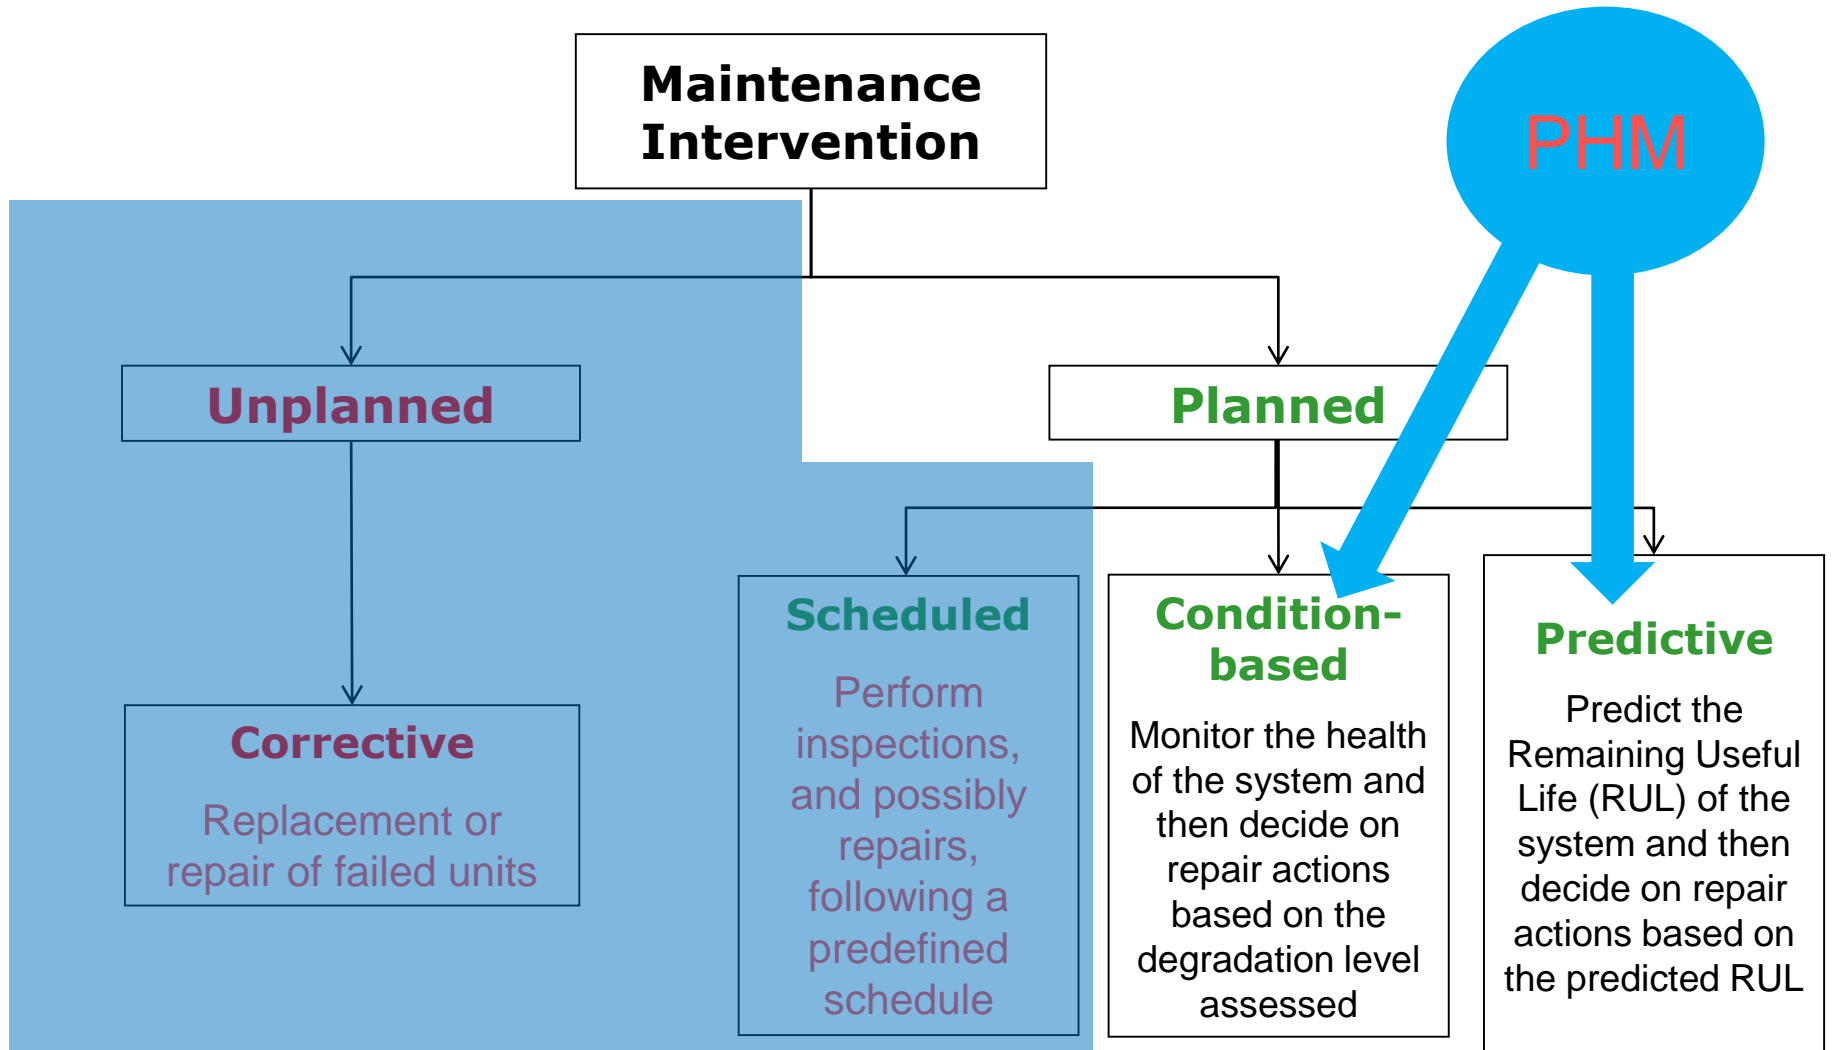 Maintenance
Intervention
PHM
Unplanned
Planned
Corrective
Replacement or
repair of failed units
Scheduled
Perform
inspections,
and possibly
repairs,
following a
predefined
schedule
Condition-
based
Monitor the health
of the system and
then decide on
repair actions
based on the
degradation level
assessed
Predictive
Predict the
Remaining Useful
Life (RUL) of the
system and then
decide on repair
actions based on
the predicted RUL